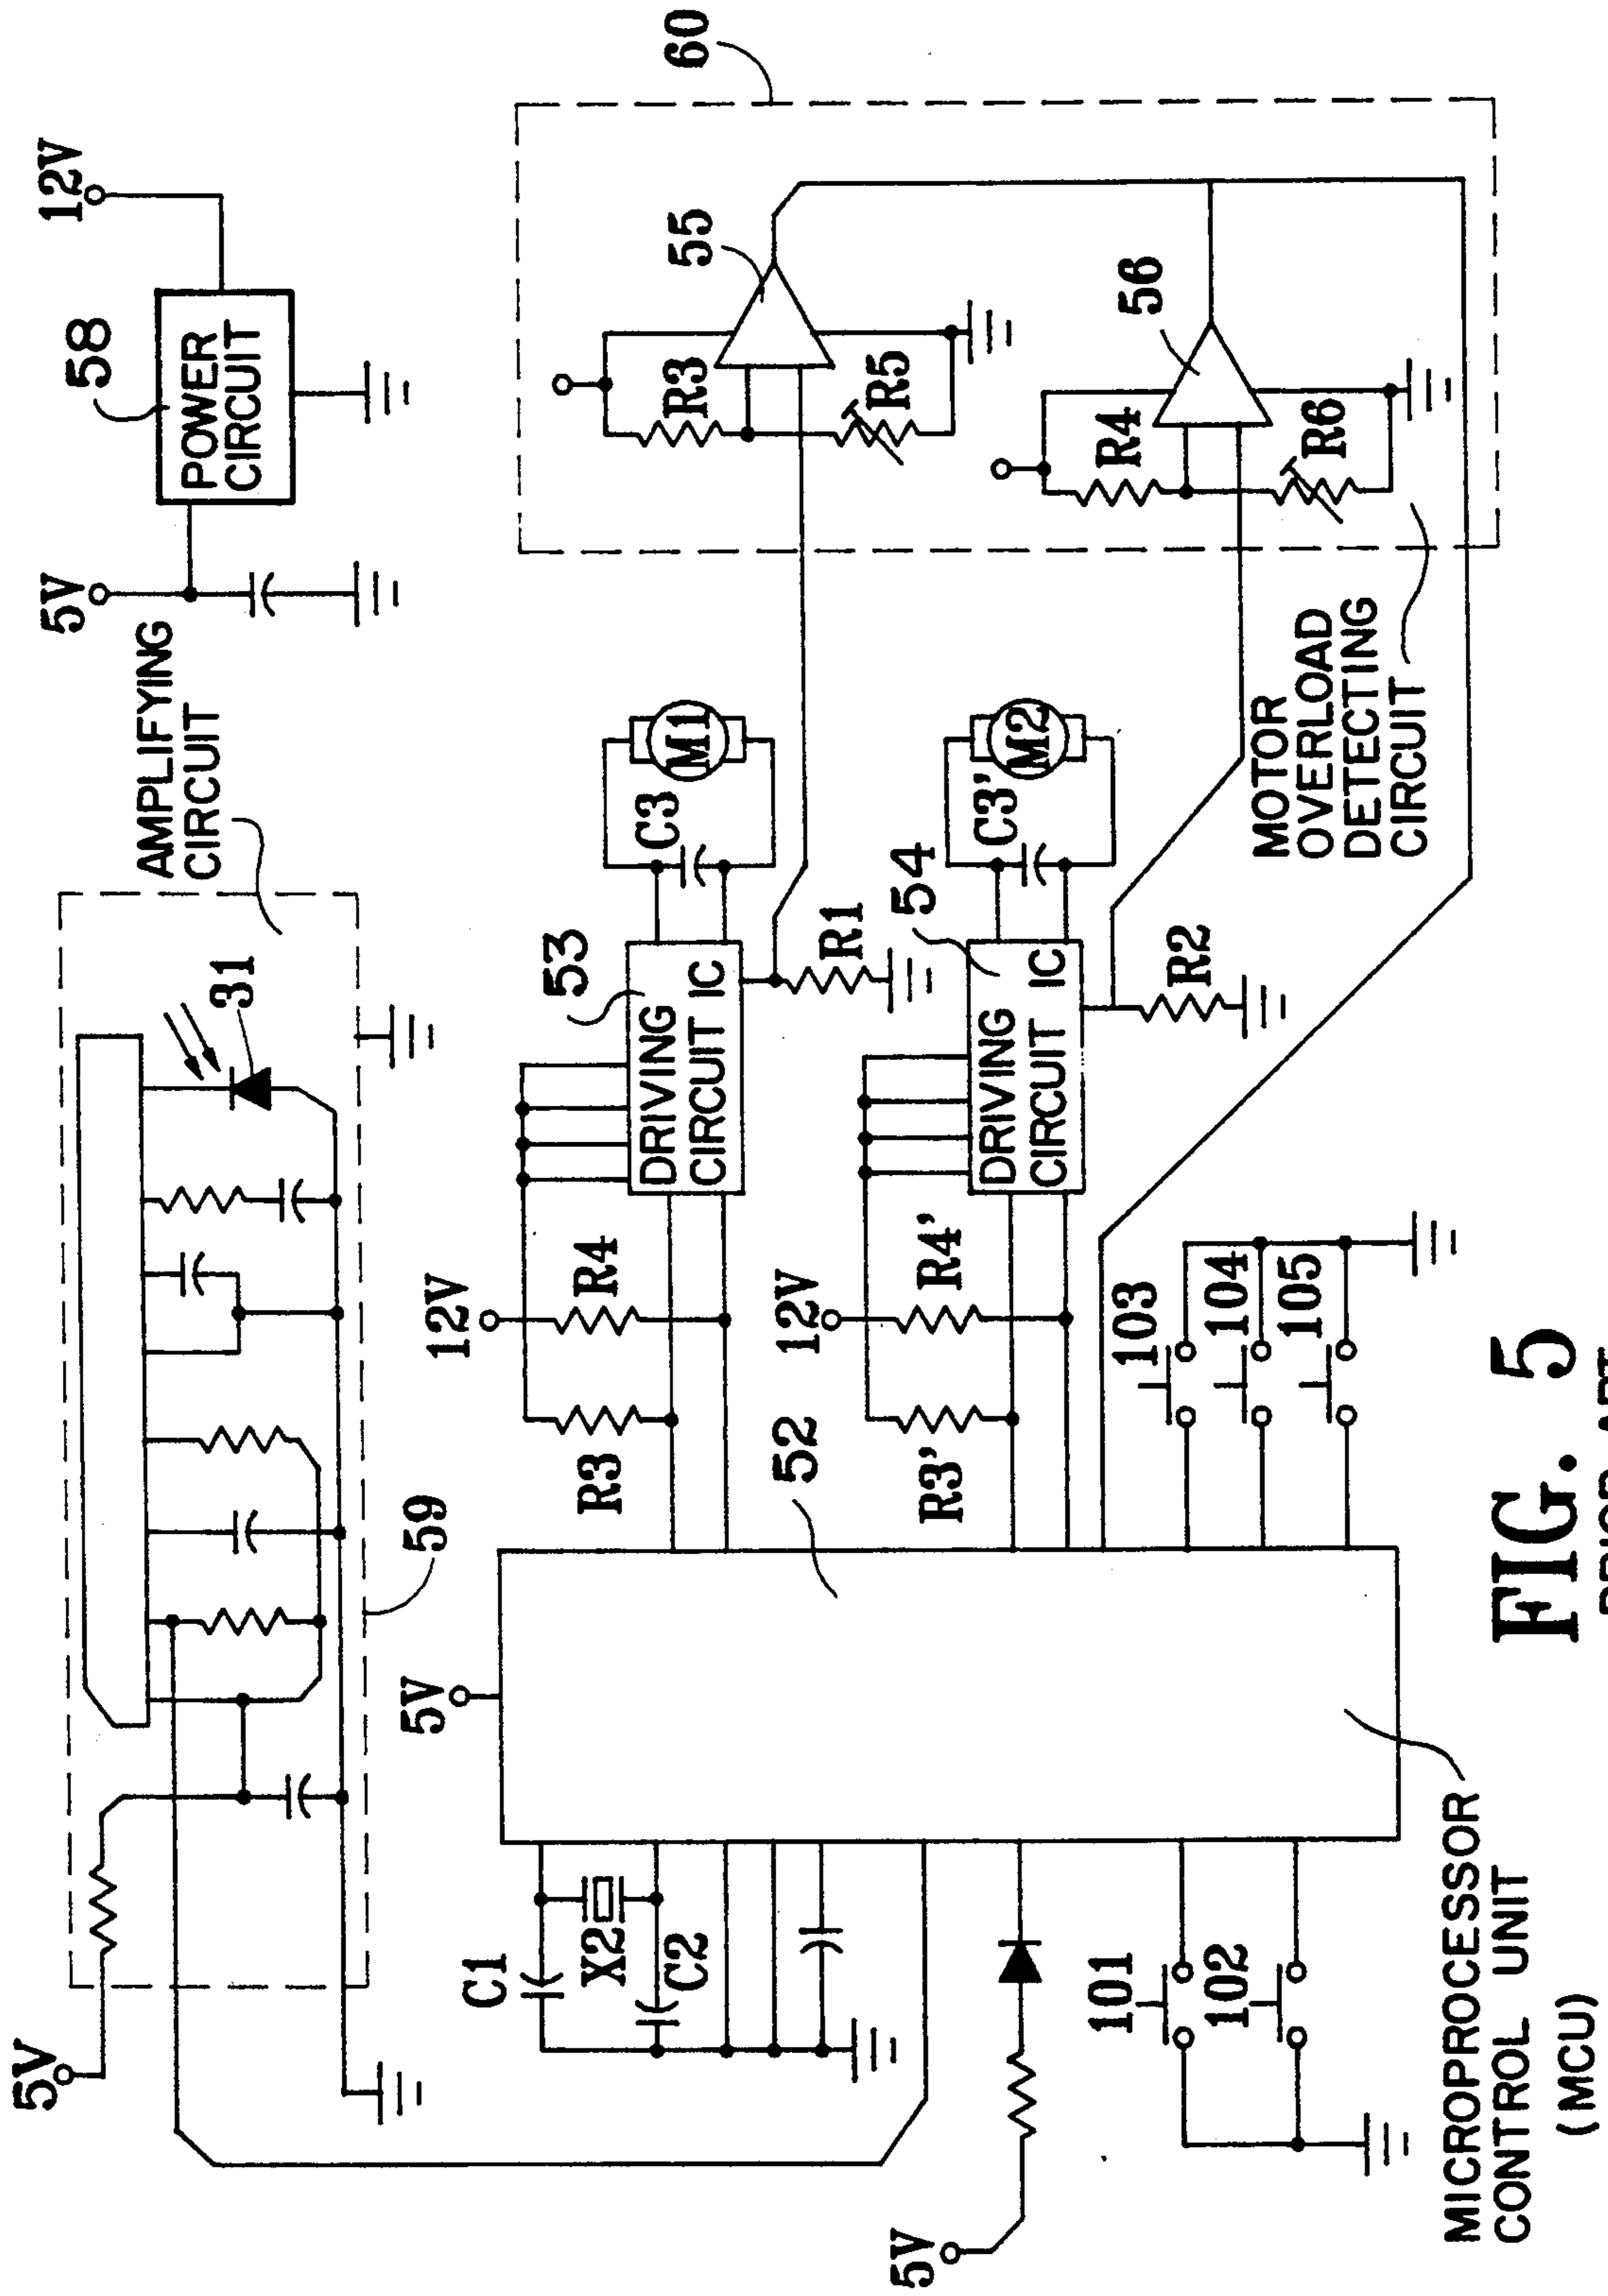 5V
AMPLIFYING
CIRCUIT
5V
58
POWER
CIRCUIT
12V
31
59
5V
C1
X2
C2
52
12V
R3
R4
53
DRIVING
CIRCUIT IC
R1
C3
M1
12V
R3'
R4'
54
DRIVING
CIRCUIT IC
R2
C3'
M2
60
55
R3
R5
56
R4
R6
MOTOR
OVERLOAD
DETECTING
CIRCUIT
5V
101
102
103
104
105
MICROPROCESSOR
CONTROL UNIT
(MCU)
FIG. 5
PRIOR ART